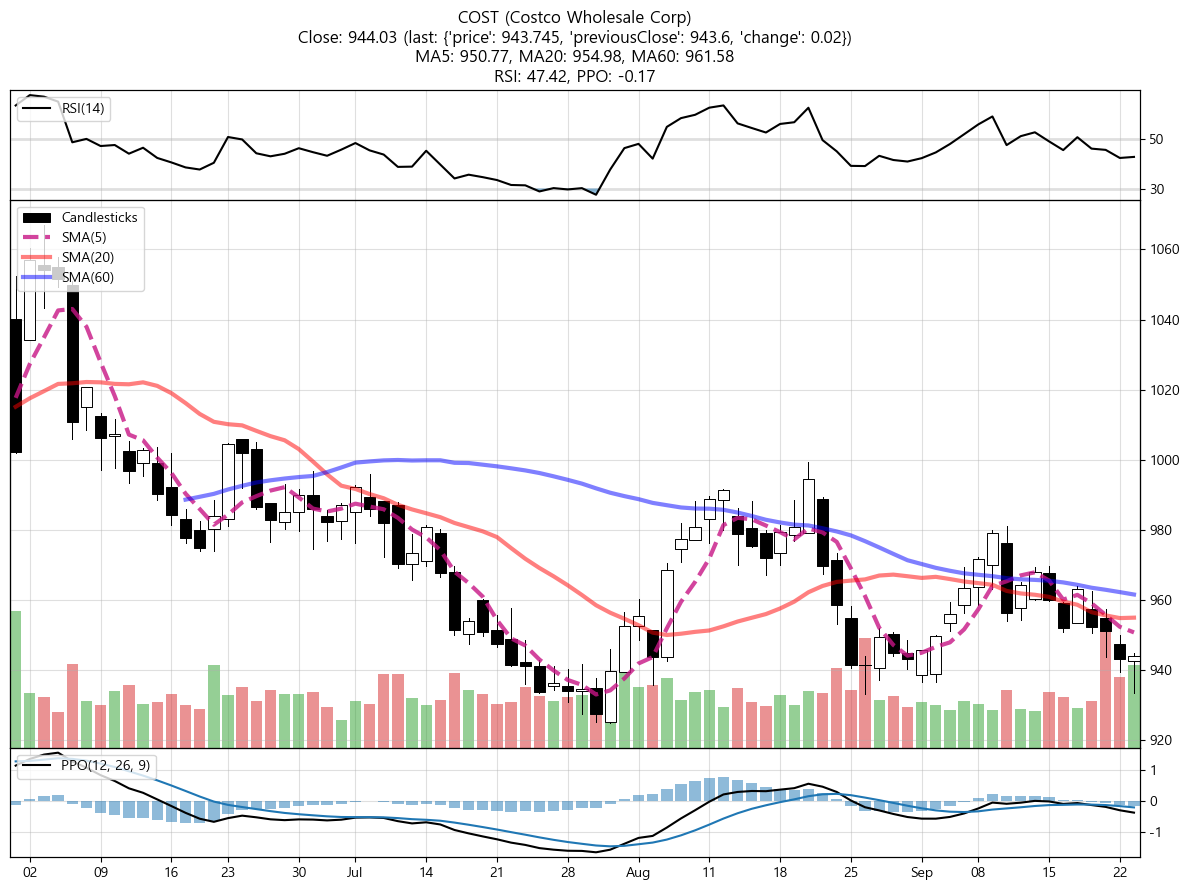 COST (Costco Wholesale Corp)
Close: 944.03 (last: {'price': 943.745, 'previousClose': 943.6, 'change': 0.02})
MA5: 950.77, MA20: 954.98, MA60: 961.58
RSI: 47.42, PPO: -0.17
RSI(14)
50
30
Candlesticks
SMA(5)
SMA(20)
SMA(60)
1060
1040
1020
1000
980
960
940
920
PPO(12, 26, 9)
1
0
-1
02 09 16 23 30 Jul 14 21 28 Aug 11 18 25 Sep 08 15 22